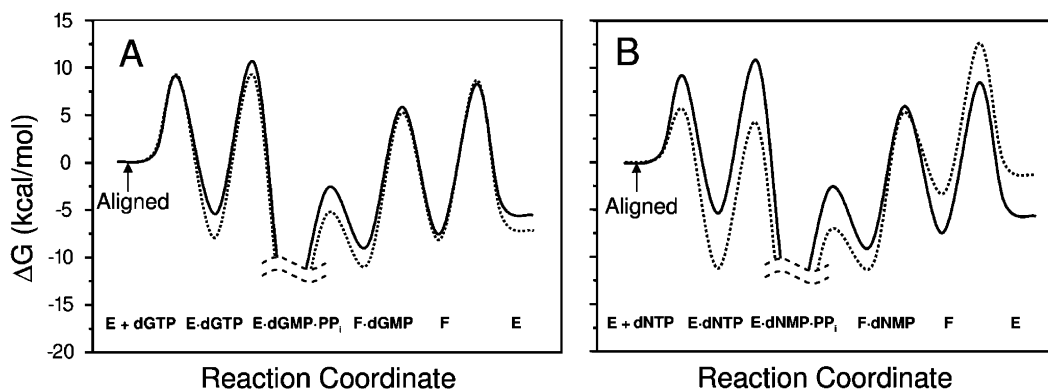 A
B
ΔG (kcal/mol)
15
10
5
0
-5
-10
-15
-20
Aligned
Aligned
E + dGTP E·dGTP E·dGMP·PPi F·dGMP F E
E + dNTP E·dNTP E·dNMP·PPi F·dNMP F E
Reaction Coordinate
Reaction Coordinate